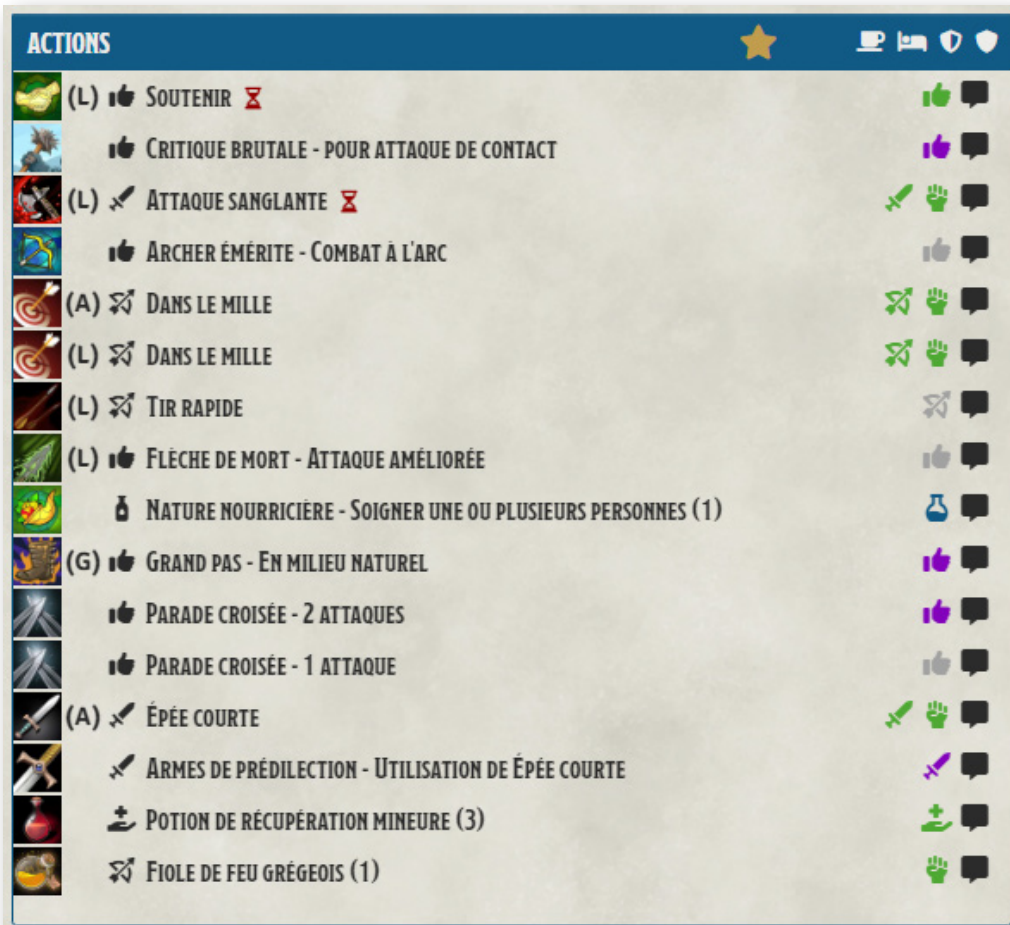 ACTIONS
(L) SOUTENIR
CRITIQUE BRUTALE - POUR ATTAQUE DE CONTACT
(L) ATTAQUE SANGLANTE
ARCHER ÉMÉRITE - COMBAT À L'ARC
(A) DANS LE MILLE
(L) DANS LE MILLE
(L) TIR RAPIDE
(L) FLÈCHE DE MORT - ATTAQUE AMÉLIORÉE
NATURE NOURRICIÈRE - SOIGNER UNE OU PLUSIEURS PERSONNES (1)
(G) GRAND PAS - EN MILIEU NATUREL
PARADE CROISÉE - 2 ATTAQUES
PARADE CROISÉE - 1 ATTAQUE
(A) ÉPÉE COURTE
ARMES DE PRÉDILECTION - UTILISATION DE ÉPÉE COURTE
POTION DE RÉCUPÉRATION MINEURE (3)
FIOLE DE FEU GRÉGEOIS (1)